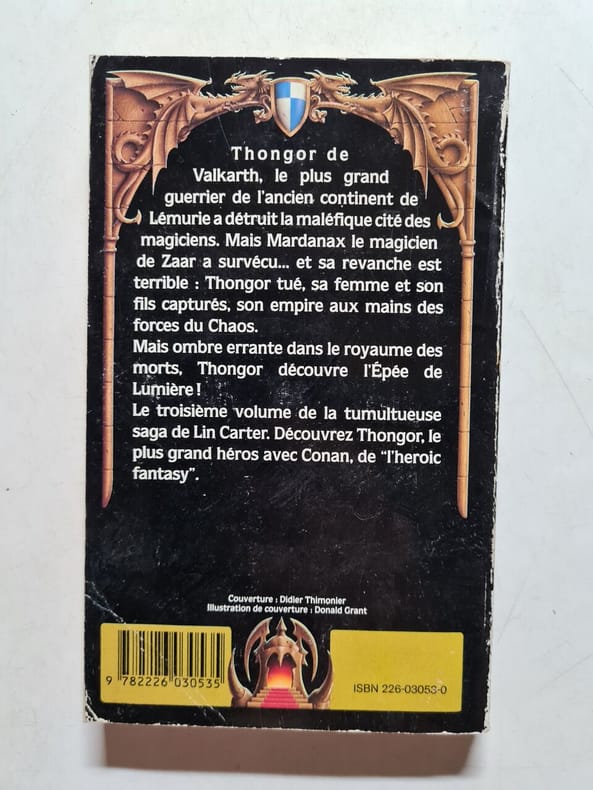 Thongor de
Valkarth, le plus grand
guerrier de l'ancien continent de
Lémurie a détruit la maléfique cité des
magiciens. Mais Mardanax le magicien
de Zaar a survécu... et sa revanche est
terrible : Thongor tué, sa femme et son
fils capturés, son empire aux mains des
forces du Chaos.
Mais ombre errante dans le royaume des
morts, Thongor découvre l'Épée de
Lumière !
Le troisième volume de la tumultueuse
saga de Lin Carter. Découvrez Thongor, le
plus grand héros avec Conan, de "l'heroic
fantasy".
Couverture : Didier Thimonier
Illustration de couverture : Donald Grant
9 782226 030535
ISBN 226-03053-0